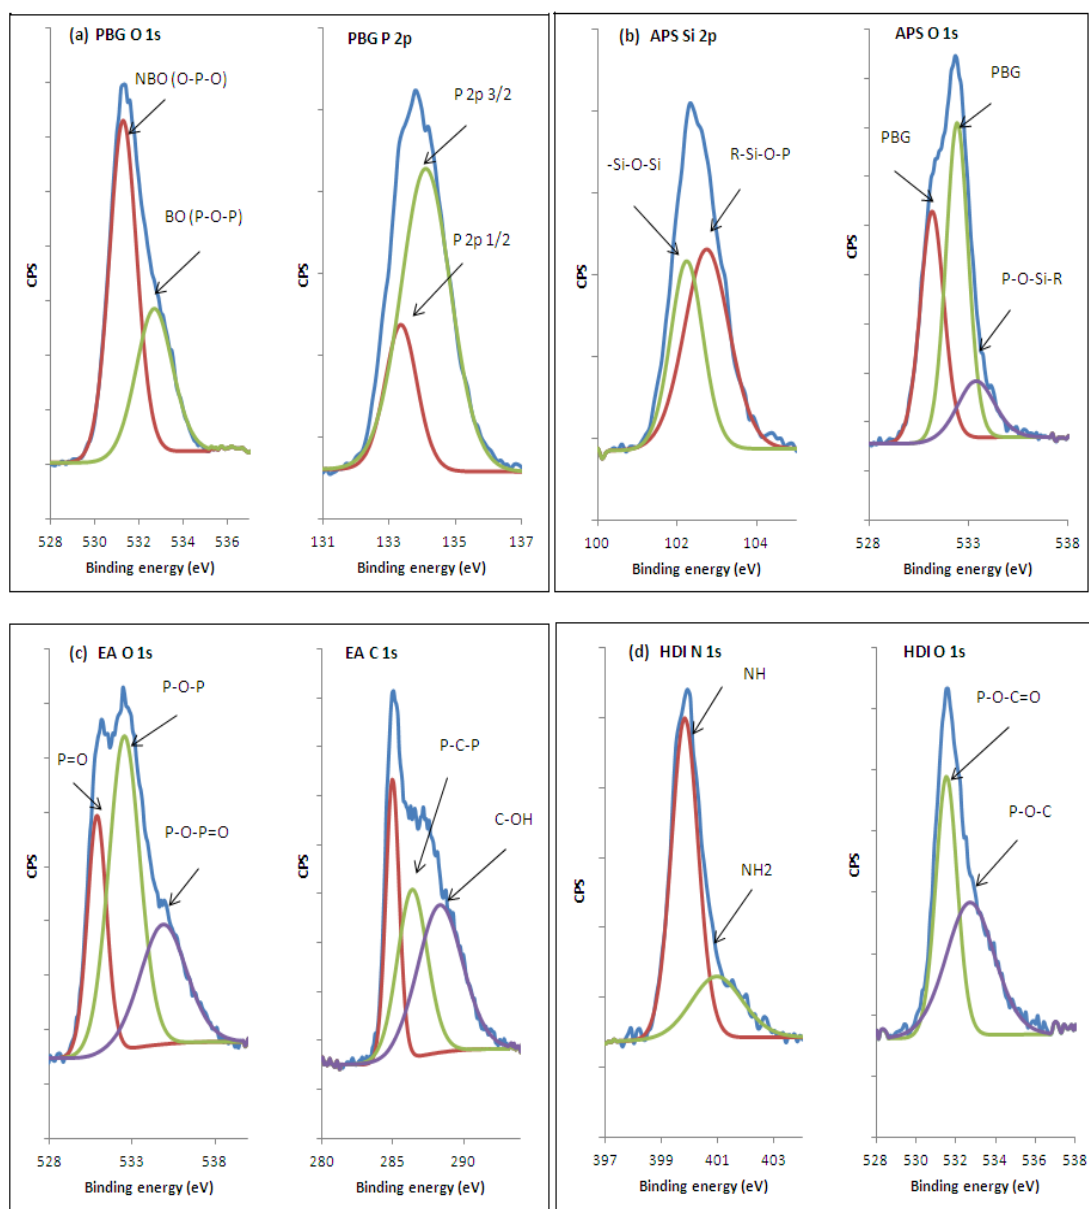 (a) PBG O 1s
NBO (O-P-O)
BO (P-O-P)
CPS
528 530 532 534 536
Binding energy (eV)
PBG P 2p
P 2p 3/2
P 2p 1/2
CPS
131 133 135 137
Binding energy (eV)
(b) APS Si 2p
-Si-O-Si
R-Si-O-P
CPS
100 102 104
Binding energy (eV)
APS O 1s
PBG
PBG
P-O-Si-R
CPS
528 533 538
Binding energy (eV)
(c) EA O 1s
P-O-P
P=O
P-O-P=O
CPS
528 533 538
Binding energy (eV)
EA C 1s
P-C-P
C-OH
CPS
280 285 290
Binding energy (eV)
(d) HDI N 1s
NH
NH2
CPS
397 399 401 403
Binding energy (eV)
HDI O 1s
P-O-C=O
P-O-C
CPS
528 530 532 534 536 538
Binding energy (eV)